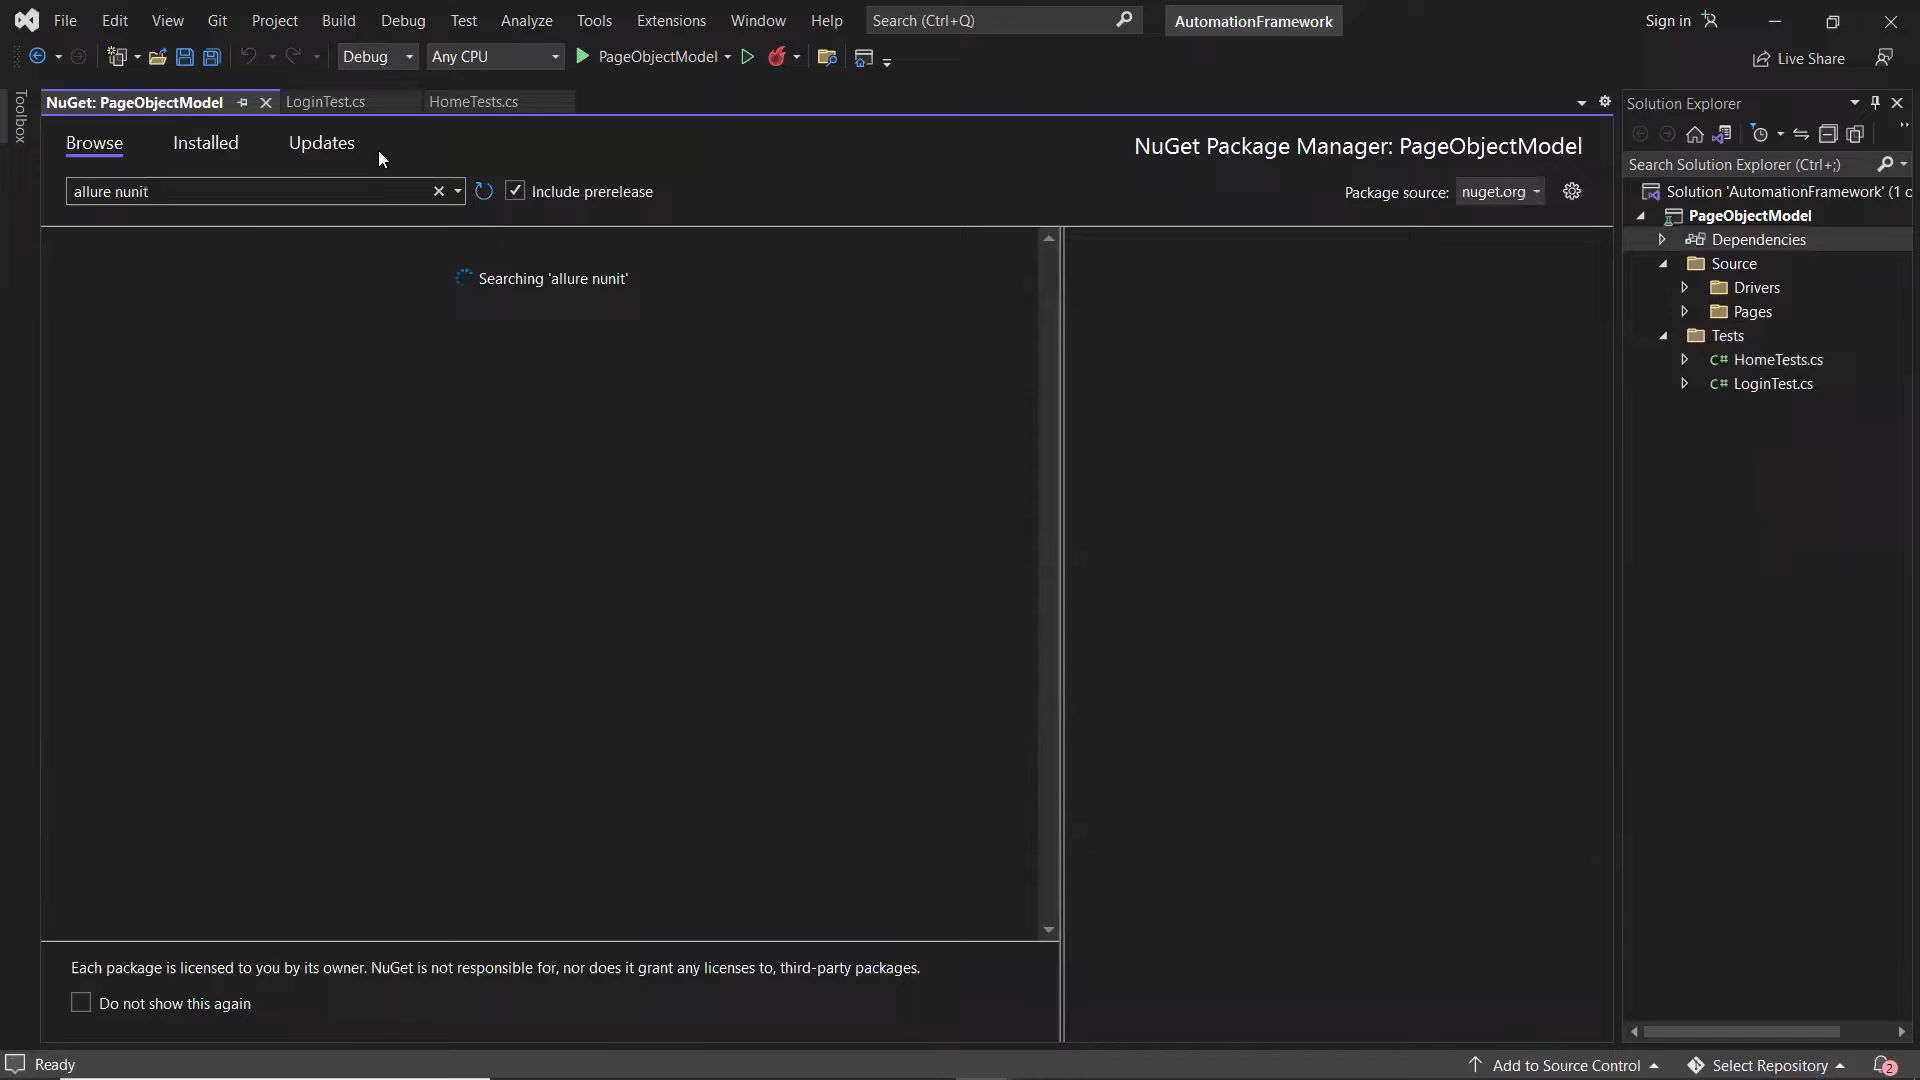 File Edit View Git Project Build Debug Test Analyze Tools Extensions Window Help Search (Ctrl+Q) AutomationFramework Sign in
Debug Any CPU PageObjectModel Live Share
Toolbox
NuGet: PageObjectModel LoginTest.cs HomeTests.cs
Browse Installed Updates
NuGet Package Manager: PageObjectModel
allure nunit
Include prerelease
Package source: nuget.org
Searching 'allure nunit'
Each package is licensed to you by its owner. NuGet is not responsible for, nor does it grant any licenses to, third-party packages.
Do not show this again
Solution Explorer
Search Solution Explorer (Ctrl+;)
Solution 'AutomationFramework' (1 o
PageObjectModel
Dependencies
Source
Drivers
Pages
Tests
C# HomeTests.cs
C# LoginTest.cs
Ready Add to Source Control Select Repository 2